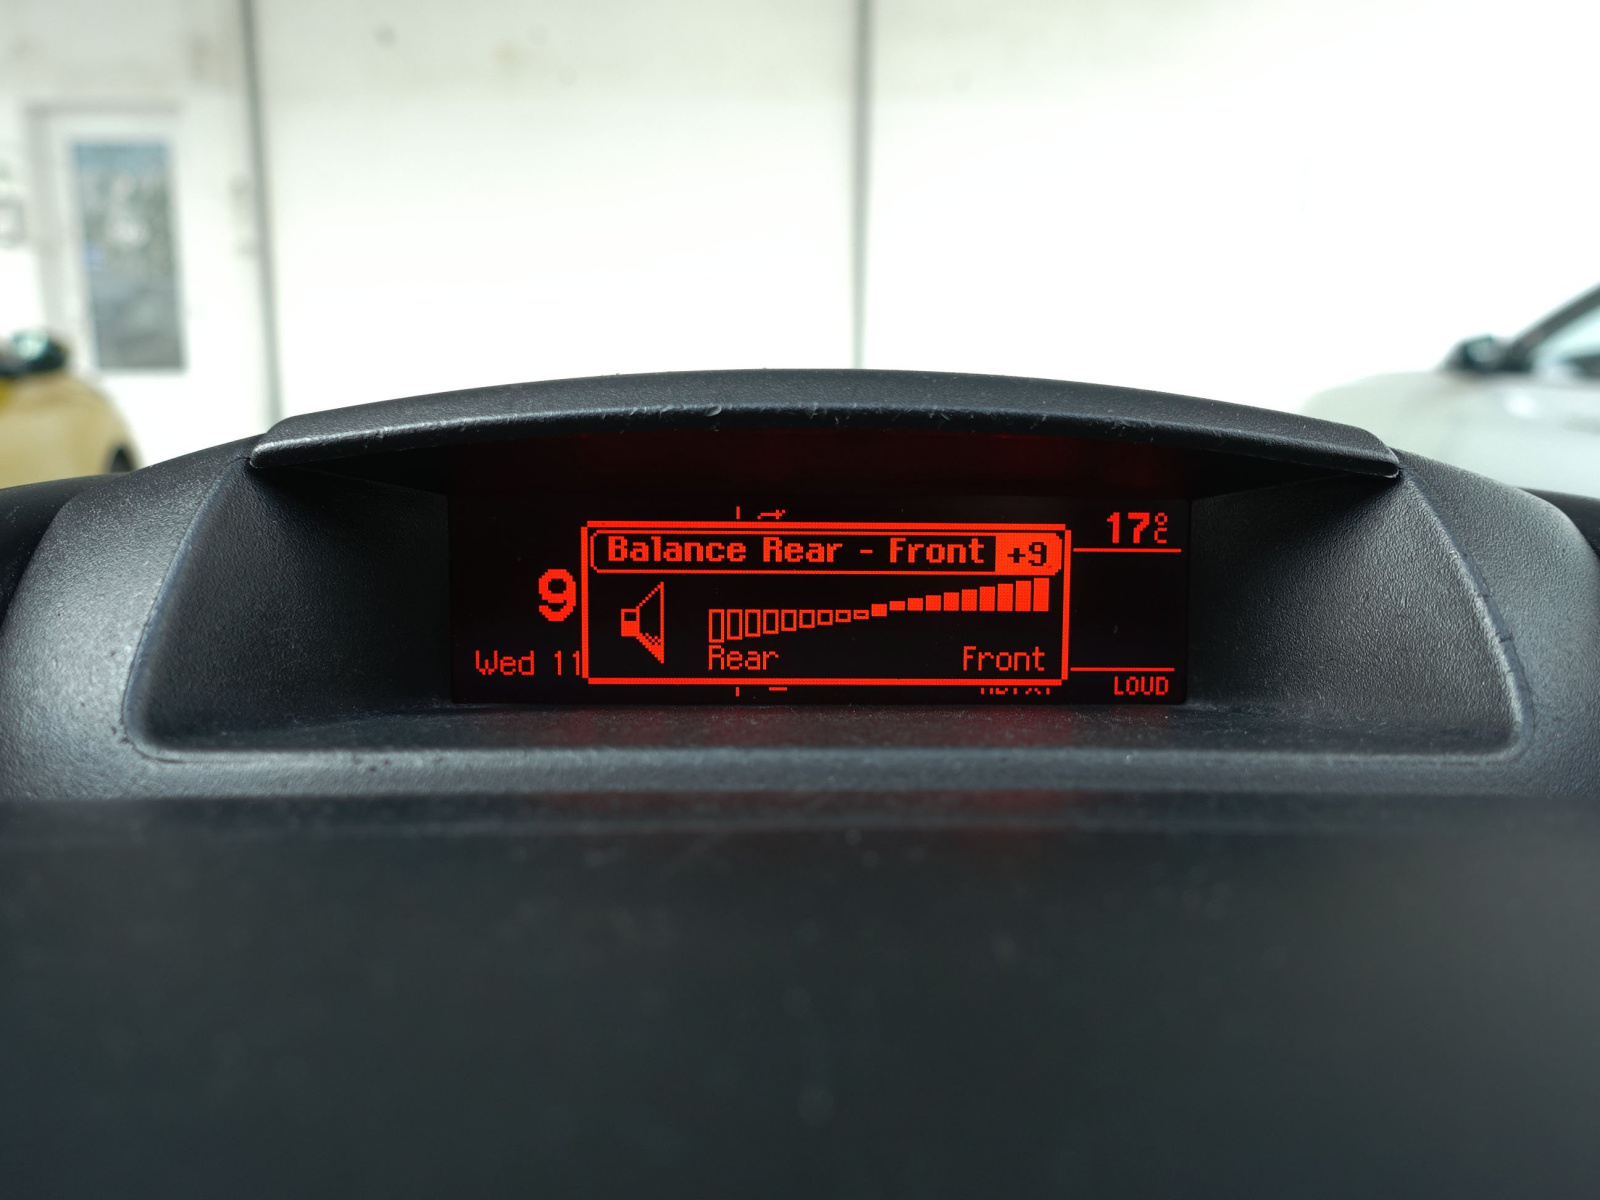 17°C
Balance Rear - Front +9
9
Wed 11
Rear Front
LOUD